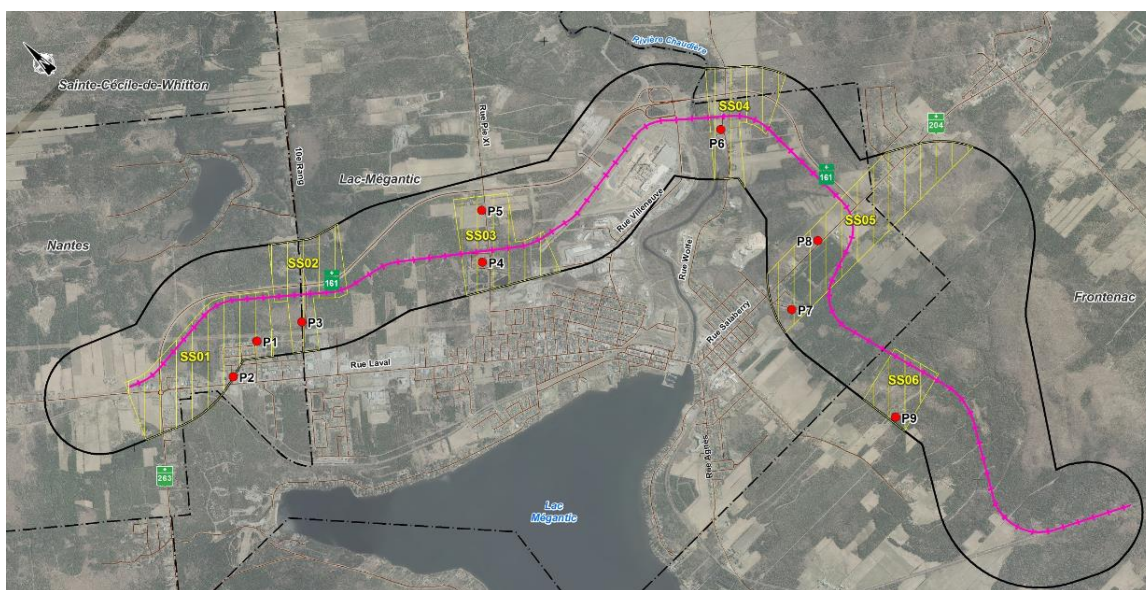 Rivière Chaudière
Sainte-Cécile-de-Whitton
SS04
204
P6
Rue Pie XI
10e Rang
161
Lac-Mégantic
Rue Villeneuve
P5
SS03
SS05
Nantes
P8
SS02
P4
Rue Wolfe
161
Frontenac
P7
P3
Rue Salaberry
P1
SS01
Rue Laval
P2
SS06
P9
Rue Agnès
263
Lac
Mégantic